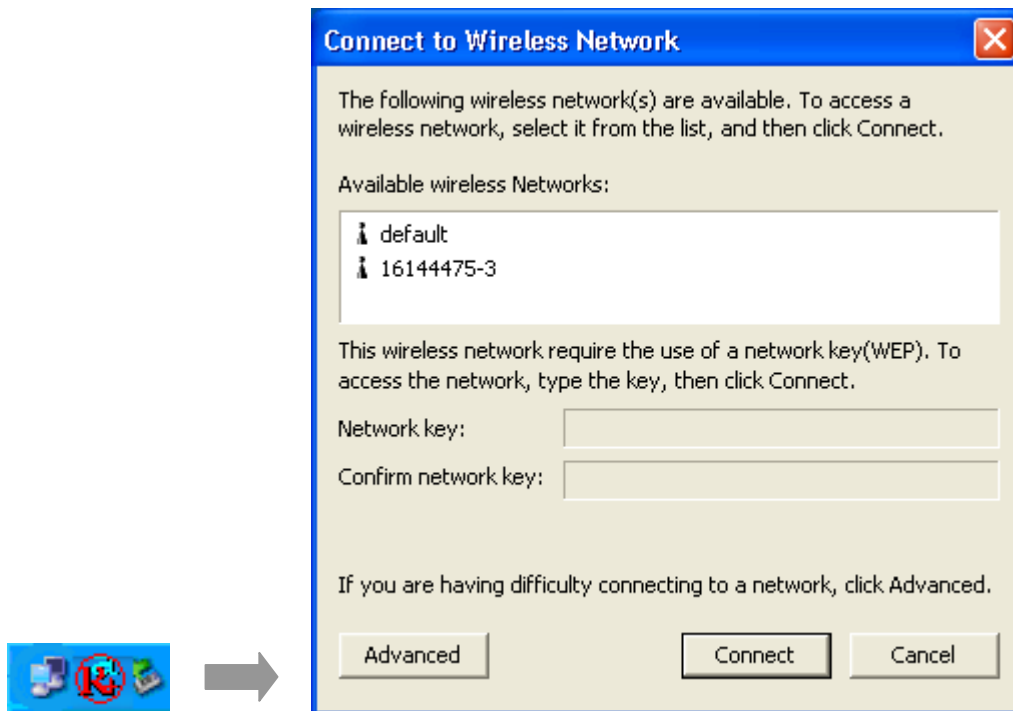 Connect to Wireless Network
The following wireless network(s) are available. To access a
wireless network, select it from the list, and then click Connect.
Available wireless Networks:
default
16144475-3
This wireless network require the use of a network key(WEP). To
access the network, type the key, then click Connect.
Network key:
Confirm network key:
If you are having difficulty connecting to a network, click Advanced.
Advanced Connect Cancel